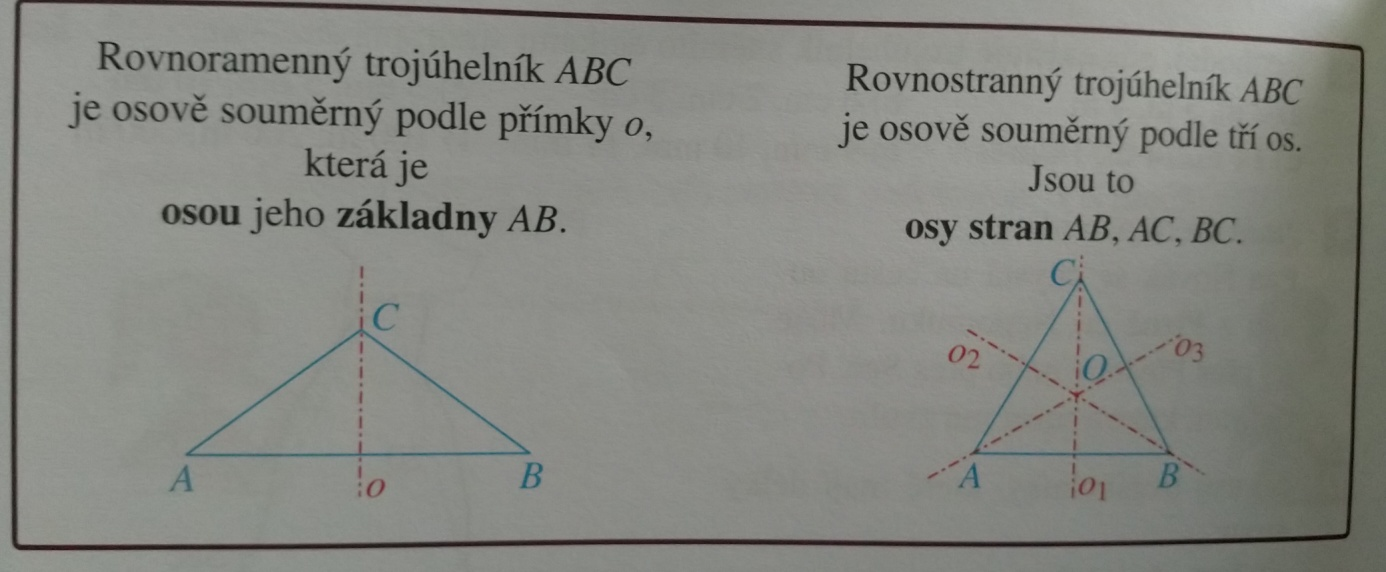 Rovnoramenný trojúhelník ABC
je osově souměrný podle přímky o,
která je
osou jeho základny AB.
C
A
o
B
Rovnostranný trojúhelník ABC
je osově souměrný podle tří os.
Jsou to
osy stran AB, AC, BC.
C
o2
O
o3
A
o1
B